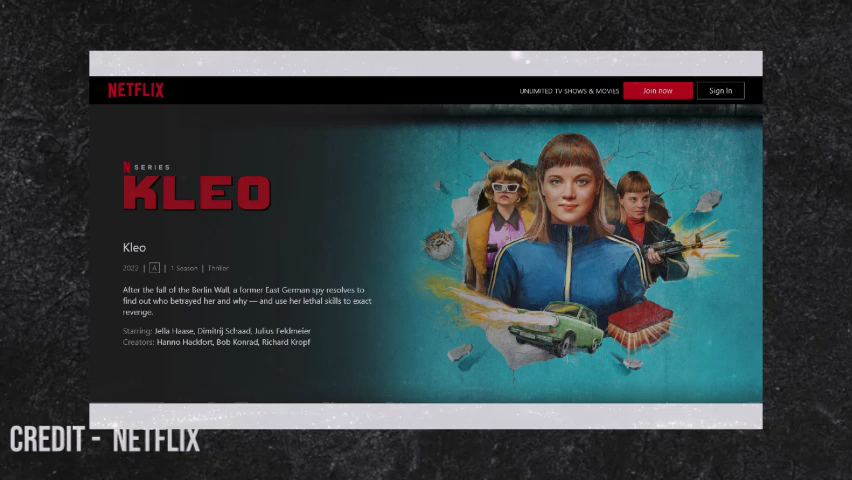 NETFLIX
UNLIMITED TV SHOWS & MOVIES
Join now
Sign In
N SERIES
KLEO
Kleo
2022 | A | 1 Season | Thriller
After the fall of the Berlin Wall, a former East German spy resolves to
find out who betrayed her and why — and use her lethal skills to exact
revenge.
Starring: Jella Haase, Dimitrij Schaad, Julius Feldmeier
Creators: Hanno Hackfort, Bob Konrad, Richard Kropf
CREDIT - NETFLIX